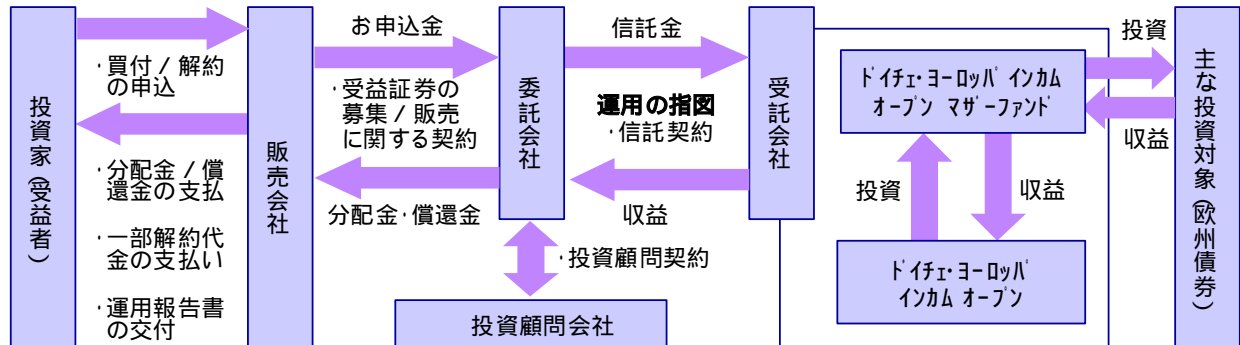 投資家(受益者)
·買付 / 解約
の申込
·分配金 / 償
還金の支払
·一部解約代
金の支払い
·運用報告書
の交付
販売会社
お申込金
·受益証券の
募集 / 販売
に関する契約
分配金·償還金
委託会社
·投資顧問契約
投資顧問会社
信託金
運用の指図
·信託契約
収益
受託会社
ﾄﾞｲﾁｪ·ﾖｰﾛｯﾊﾟ ｲﾝｶﾑ
ｵｰﾌﾟﾝ ﾏｻﾞｰﾌｧﾝﾄﾞ
投資
収益
ﾄﾞｲﾁｪ·ﾖｰﾛｯﾊﾟ
ｲﾝｶﾑ ｵｰﾌﾟﾝ
投資
収益
主な投資対象(欧州債券)